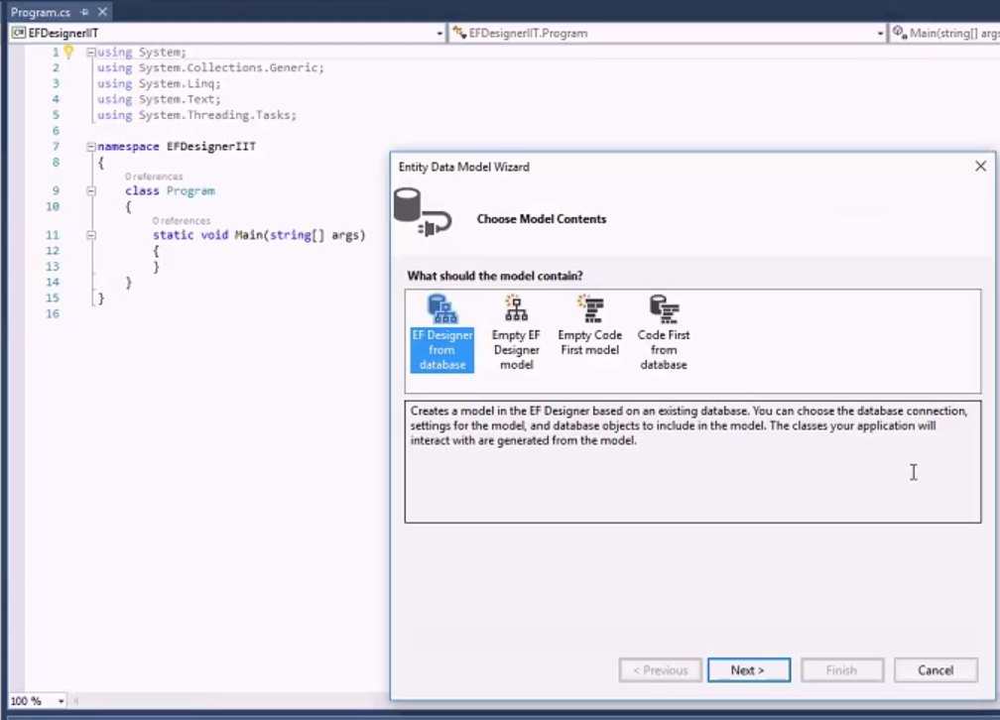 Program.cs
C# EFDesignerIIT
EFDesignerIIT.Program
Main(string[] args
1 using System;
2 using System.Collections.Generic;
3 using System.Linq;
4 using System.Text;
5 using System.Threading.Tasks;
6
7 namespace EFDesignerIIT
8 {
0 references
9 class Program
10 {
0 references
11 static void Main(string[] args)
12 {
13 }
14 }
15 }
16
100 %
Entity Data Model Wizard
Choose Model Contents
What should the model contain?
EF Designer
from
database
Empty EF
Designer
model
Empty Code
First model
Code First
from
database
Creates a model in the EF Designer based on an existing database. You can choose the database connection,
settings for the model, and database objects to include in the model. The classes your application will
interact with are generated from the model.
< Previous
Next >
Finish
Cancel